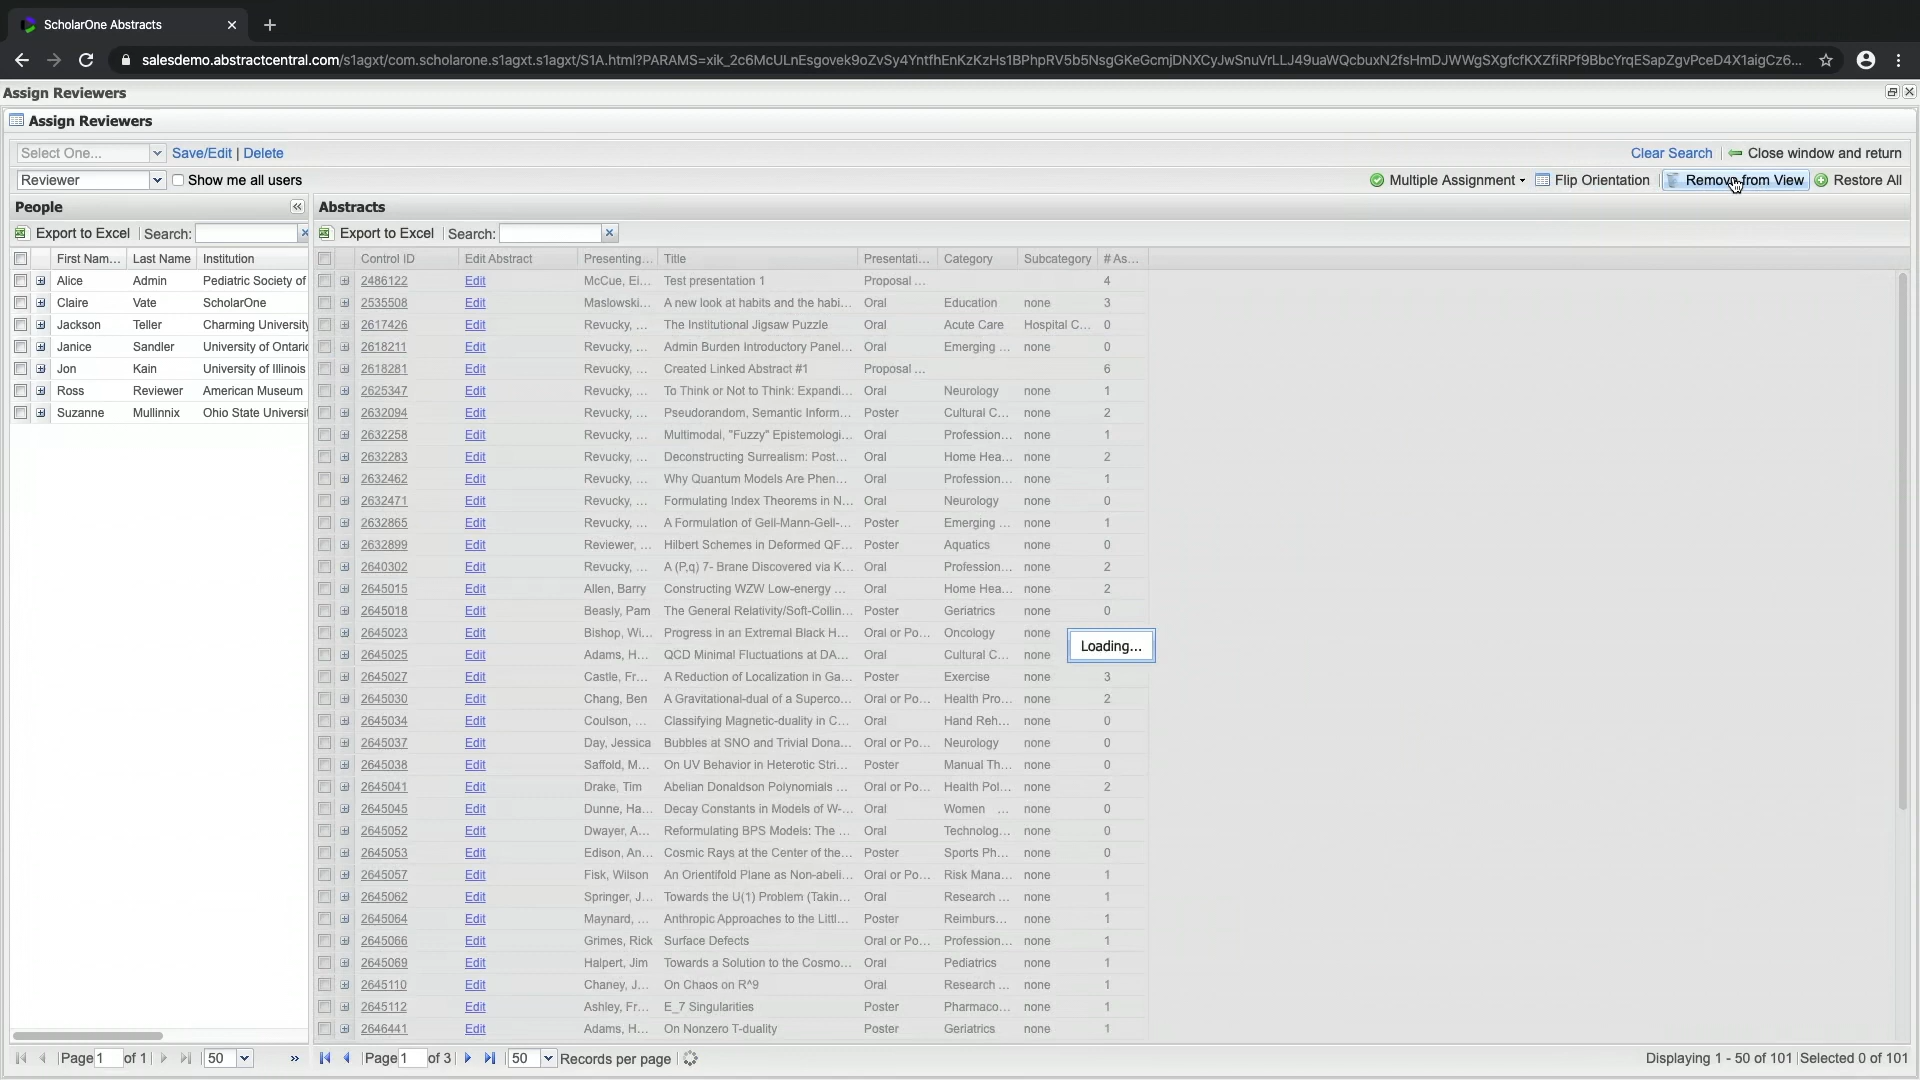 ScholarOne Abstracts
salesdemo.abstractcentral.com/s1agxt/com.scholarone.s1agxt.s1agxt/S1A.html?PARAMS=xik_2c6McULnEsgovek9oZvSy4YntfhEnKzKzHs1BPhpRV5b5NsgGKeGcmjDNXCyJwSnuVrLLJ49uaWQcbuxN2fsHmDJWWgSXgfcfKXZfiRPf9BbcYrqESapZgvPceD4X1aigCz6...
Assign Reviewers
Assign Reviewers
Select One... Save/Edit | Delete Clear Search Close window and return
Reviewer Show me all users Multiple Assignment Flip Orientation Remove from View Restore All
People Abstracts
Export to Excel Search: Export to Excel Search:
First Nam... Last Name Institution Control ID Edit Abstract Presenting... Title Presentati... Category Subcategory # As...
Alice Admin Pediatric Society of 2486122 Edit McCue, Ei... Test presentation 1 Proposal ... 4
Claire Vate ScholarOne 2535508 Edit Maslowski... A new look at habits and the habi... Oral Education none 3
Jackson Teller Charming University 2617426 Edit Revucky, ... The Institutional Jigsaw Puzzle Oral Acute Care Hospital C... 0
Janice Sandler University of Ontario 2618211 Edit Revucky, ... Admin Burden Introductory Panel... Oral Emerging ... none 0
Jon Kain University of Illinois 2618281 Edit Revucky, ... Created Linked Abstract #1 Proposal ... 6
Ross Reviewer American Museum 2625347 Edit Revucky, ... To Think or Not to Think: Expandi... Oral Neurology none 1
Suzanne Mullinnix Ohio State Universi 2632094 Edit Revucky, ... Pseudorandom, Semantic Inform... Poster Cultural C... none 2
2632258 Edit Revucky, ... Multimodal, "Fuzzy" Epistemologi... Oral Profession... none 1
2632283 Edit Revucky, ... Deconstructing Surrealism: Post... Oral Home Hea... none 2
2632462 Edit Revucky, ... Why Quantum Models Are Phen... Oral Profession... none 1
2632471 Edit Revucky, ... Formulating Index Theorems in N... Oral Neurology none 0
2632865 Edit Revucky, ... A Formulation of Gell-Mann-Gell-... Poster Emerging ... none 1
2632899 Edit Reviewer, ... Hilbert Schemes in Deformed QF... Poster Aquatics none 0
2640302 Edit Revucky, ... A (P,q) 7- Brane Discovered via K... Oral Profession... none 2
2645015 Edit Allen, Barry Constructing WZW Low-energy ... Oral Home Hea... none 2
2645018 Edit Beasly, Pam The General Relativity/Soft-Collin... Poster Geriatrics none 0
2645023 Edit Bishop, Wi... Progress in an Extremal Black H... Oral or Po... Oncology none
Loading...
2645025 Edit Adams, H... QCD Minimal Fluctuations at DA... Oral Cultural C... none
2645027 Edit Castle, Fr... A Reduction of Localization in Ga... Poster Exercise none 3
2645030 Edit Chang, Ben A Gravitational-dual of a Superco... Oral or Po... Health Pro... none 2
2645034 Edit Coulson, ... Classifying Magnetic-duality in C... Oral Hand Reh... none 0
2645037 Edit Day, Jessica Bubbles at SNO and Trivial Dona... Oral or Po... Neurology none 0
2645038 Edit Saffold, M... On UV Behavior in Heterotic Stri... Poster Manual Th... none 0
2645041 Edit Drake, Tim Abelian Donaldson Polynomials ... Oral or Po... Health Pol... none 2
2645045 Edit Dunne, Ha... Decay Constants in Models of W-... Oral Women ... none 0
2645052 Edit Dwayer, A... Reformulating BPS Models: The ... Oral Technolog... none 0
2645053 Edit Edison, An... Cosmic Rays at the Center of the... Poster Sports Ph... none 0
2645057 Edit Fisk, Wilson An Orientifold Plane as Non-abeli... Oral or Po... Risk Mana... none 1
2645062 Edit Springer, J... Towards the U(1) Problem (Takin... Oral Research ... none 1
2645064 Edit Maynard, ... Anthropic Approaches to the Littl... Poster Reimburs... none 1
2645066 Edit Grimes, Rick Surface Defects Oral or Po... Profession... none 1
2645069 Edit Halpert, Jim Towards a Solution to the Cosmo... Oral Pediatrics none 1
2645110 Edit Chaney, J... On Chaos on R^9 Oral Research ... none 1
2645112 Edit Ashley, Fr... E_7 Singularities Poster Pharmaco... none 1
2646441 Edit Adams, H... On Nonzero T-duality Poster Geriatrics none 1
Page 1 of 1 50 Page 1 of 3 50 Records per page Displaying 1 - 50 of 101 Selected 0 of 101